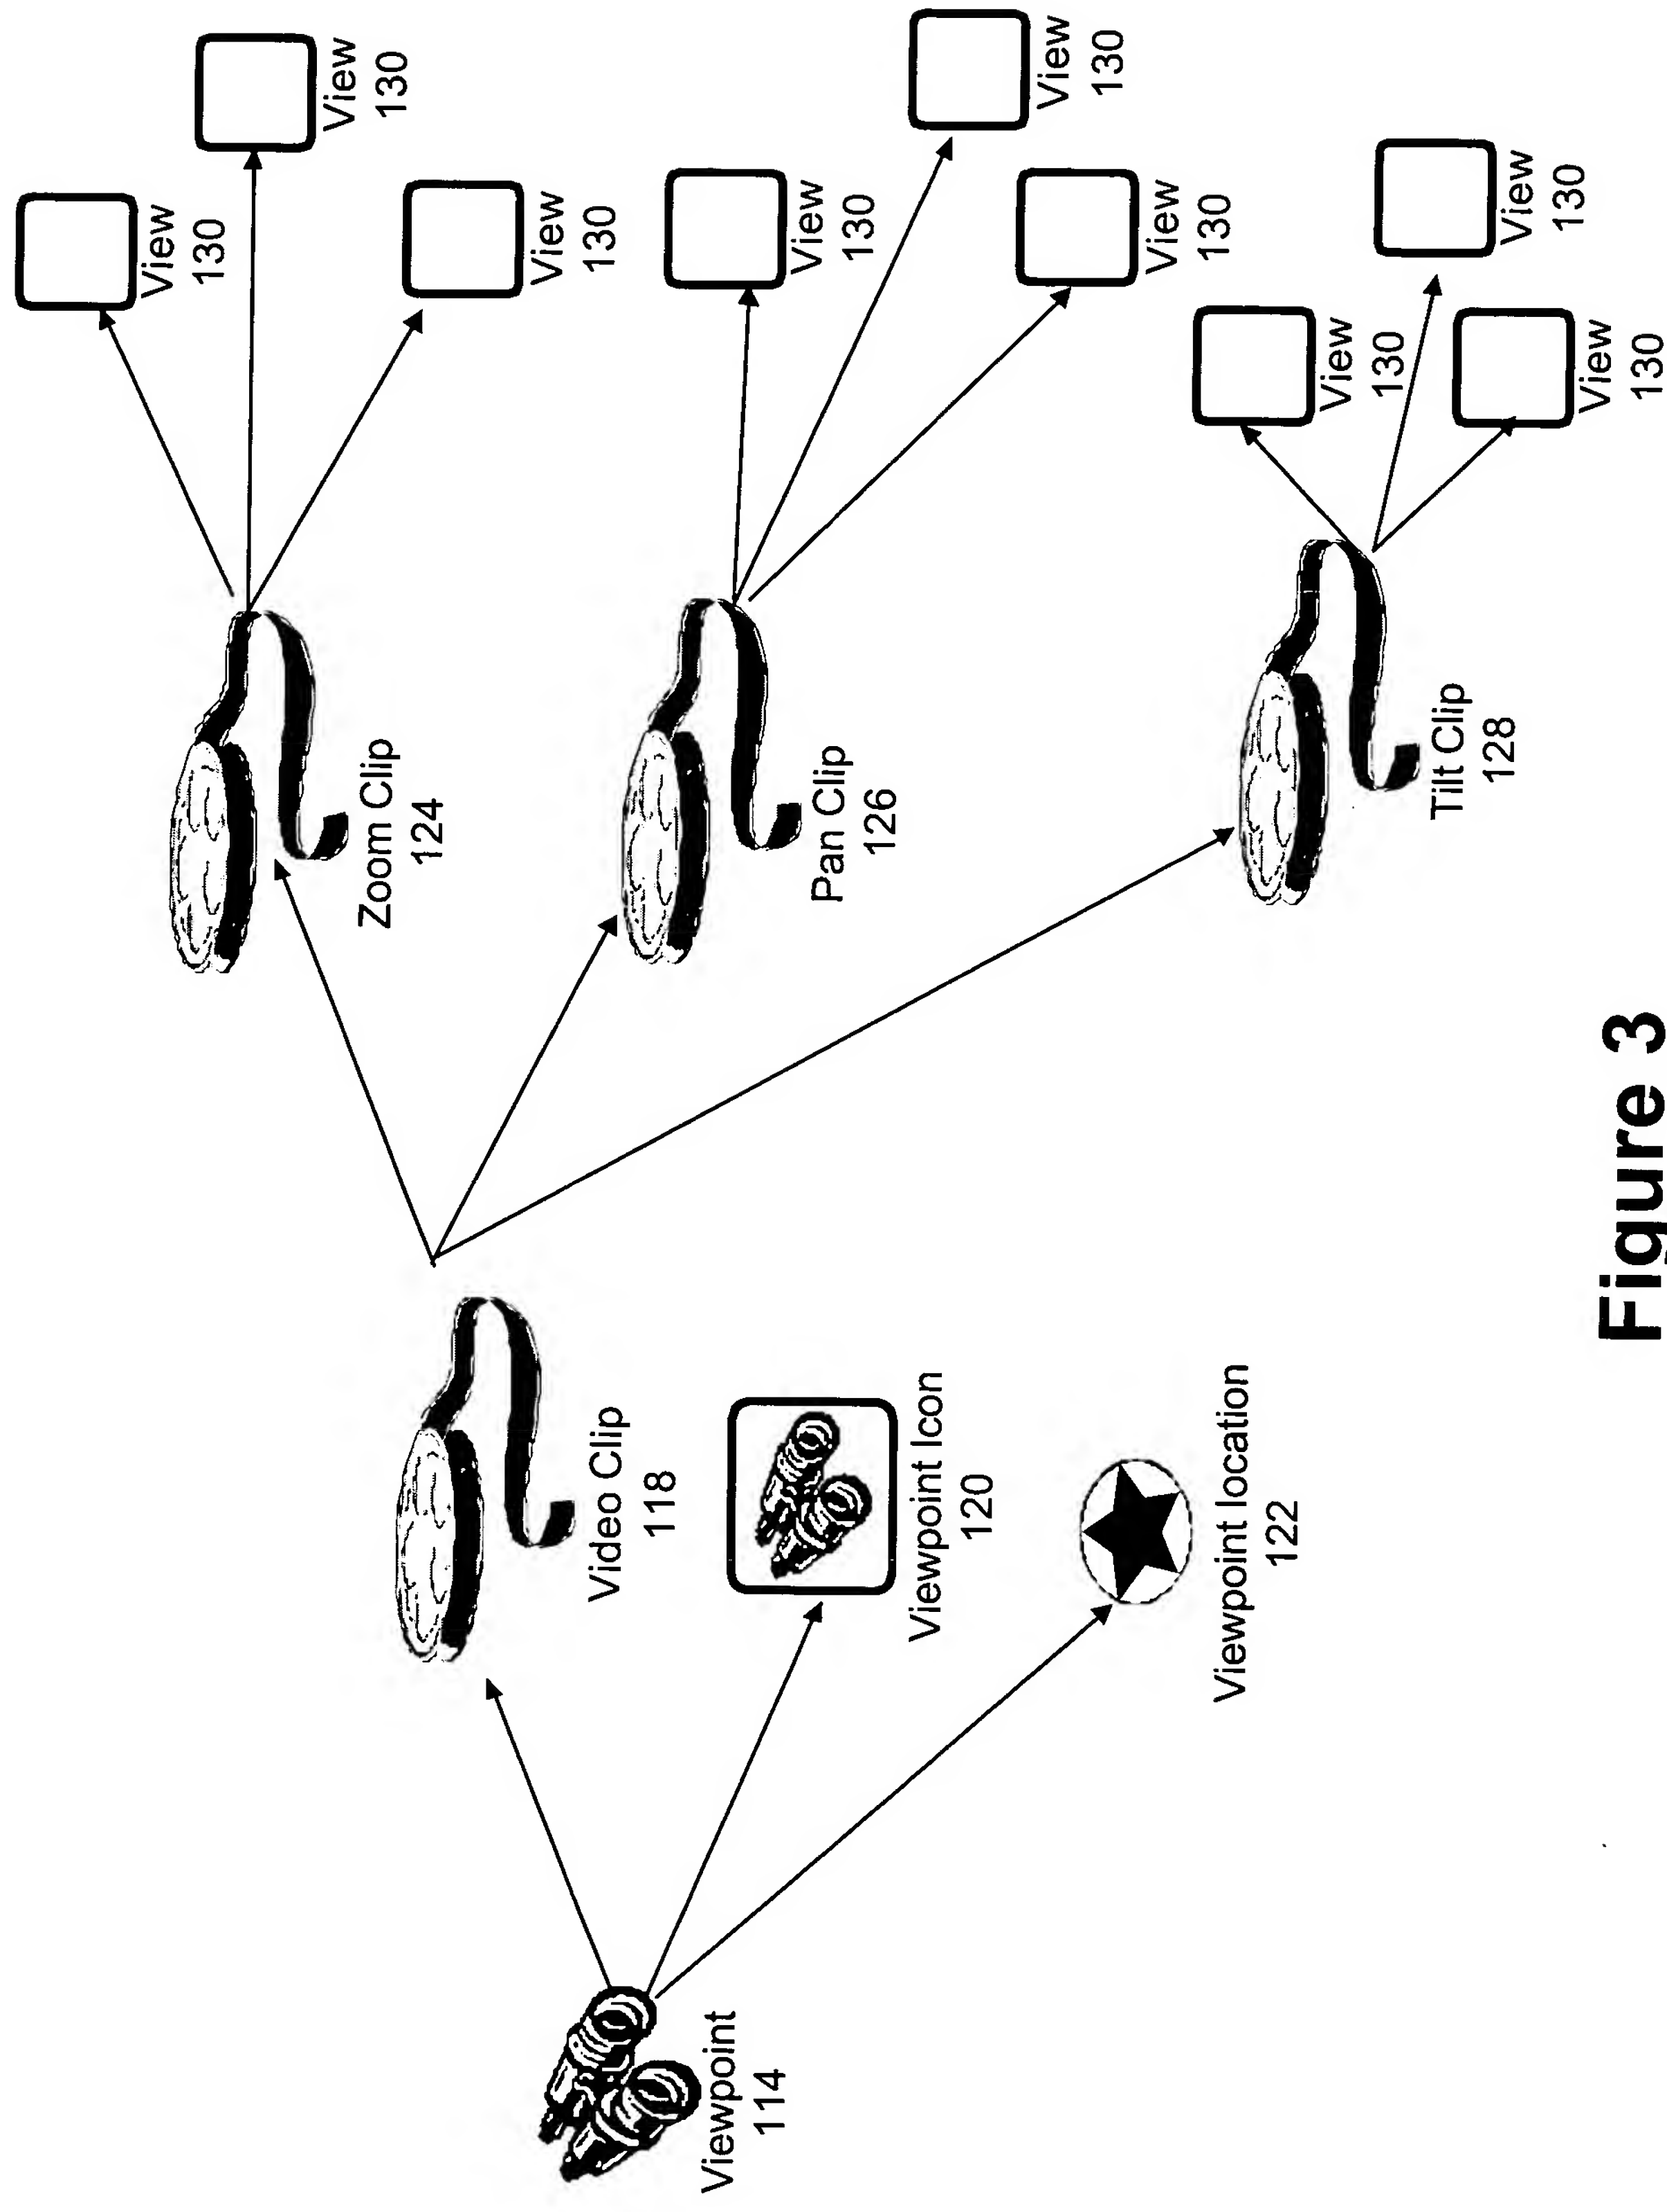 View
130
View
130
View
130
Zoom Clip
124
View
130
View
130
View
130
Pan Clip
126
View
130
View
130
View
130
Tilt Clip
128
Video Clip
118
Viewpoint Icon
120
Viewpoint location
122
Viewpoint
114
Figure 3